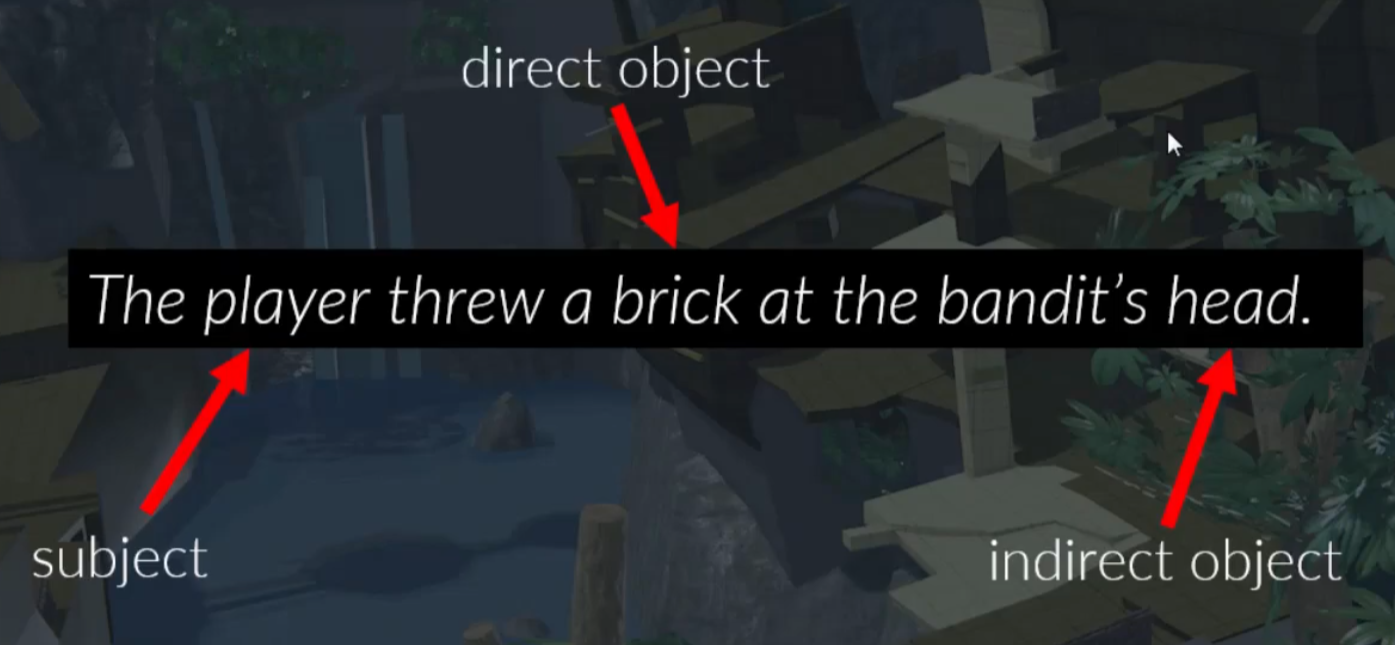 direct object
The player threw a brick at the bandit’s head.
subject
indirect object